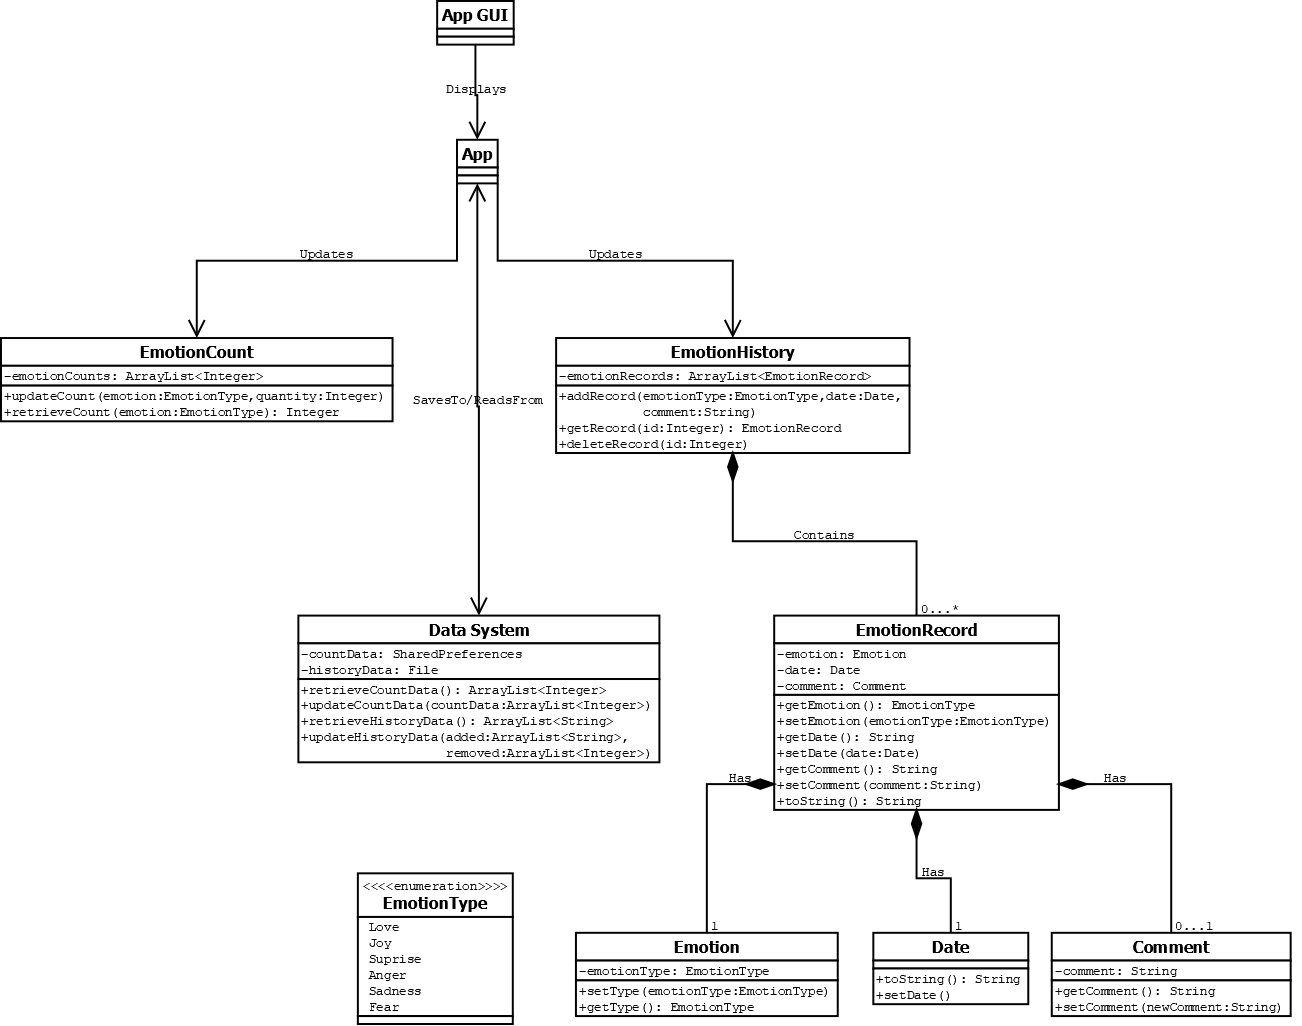 App GUI
Displays
App
Updates
Updates
EmotionCount
-emotionCounts: ArrayList<Integer>
+updateCount(emotion:EmotionType,quantity:Integer)
+retrieveCount(emotion:EmotionType): Integer
EmotionHistory
-emotionRecords: ArrayList<EmotionRecord>
+addRecord(emotionType:EmotionType,date:Date,
comment:String)
+getRecord(id:Integer): EmotionRecord
+deleteRecord(id:Integer)
SavesTo/ReadsFrom
Contains
0...*
Data System
-countData: SharedPreferences
-historyData: File
+retrieveCountData(): ArrayList<Integer>
+updateCountData(countData:ArrayList<Integer>)
+retrieveHistoryData(): ArrayList<String>
+updateHistoryData(added:ArrayList<String>,
removed:ArrayList<Integer>)
EmotionRecord
-emotion: Emotion
-date: Date
-comment: Comment
+getEmotion(): EmotionType
+setEmotion(emotionType:EmotionType)
+getDate(): String
+setDate(date:Date)
+getComment(): String
+setComment(comment:String)
+toString(): String
Has
Has
Has
<<<<enumeration>>>>
EmotionType
Love
Joy
Suprise
Anger
Sadness
Fear
1
Emotion
-emotionType: EmotionType
+setType(emotionType:EmotionType)
+getType(): EmotionType
1
Date
+toString(): String
+setDate()
0...1
Comment
-comment: String
+getComment(): String
+setComment(newComment:String)